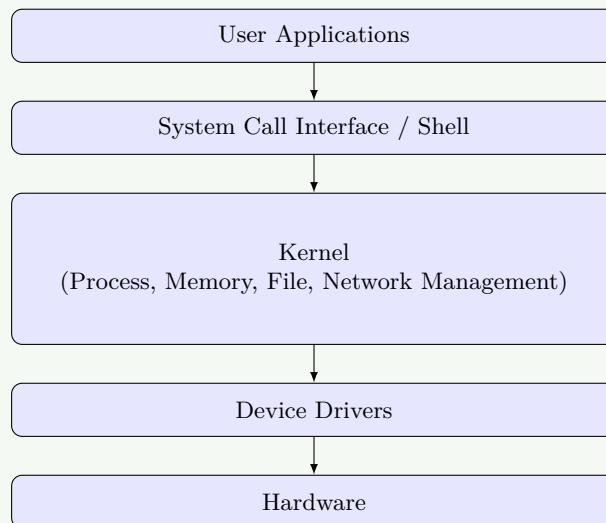 User Applications
System Call Interface / Shell
Kernel
(Process, Memory, File, Network Management)
Device Drivers
Hardware